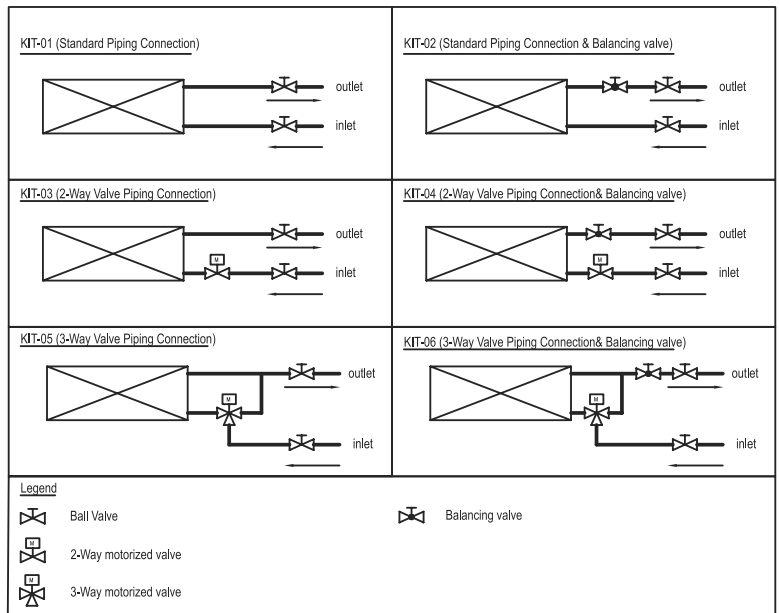 KIT-01 (Standard Piping Connection)
outlet
inlet
KIT-02 (Standard Piping Connection & Balancing valve)
outlet
inlet
KIT-03 (2-Way Valve Piping Connection)
outlet
M
inlet
KIT-04 (2-Way Valve Piping Connection& Balancing valve)
outlet
M
inlet
KIT-05 (3-Way Valve Piping Connection)
outlet
M
inlet
KIT-06 (3-Way Valve Piping Connection& Balancing valve)
outlet
M
inlet
Legend
Ball Valve
Balancing valve
M
2-Way motorized valve
M
3-Way motorized valve